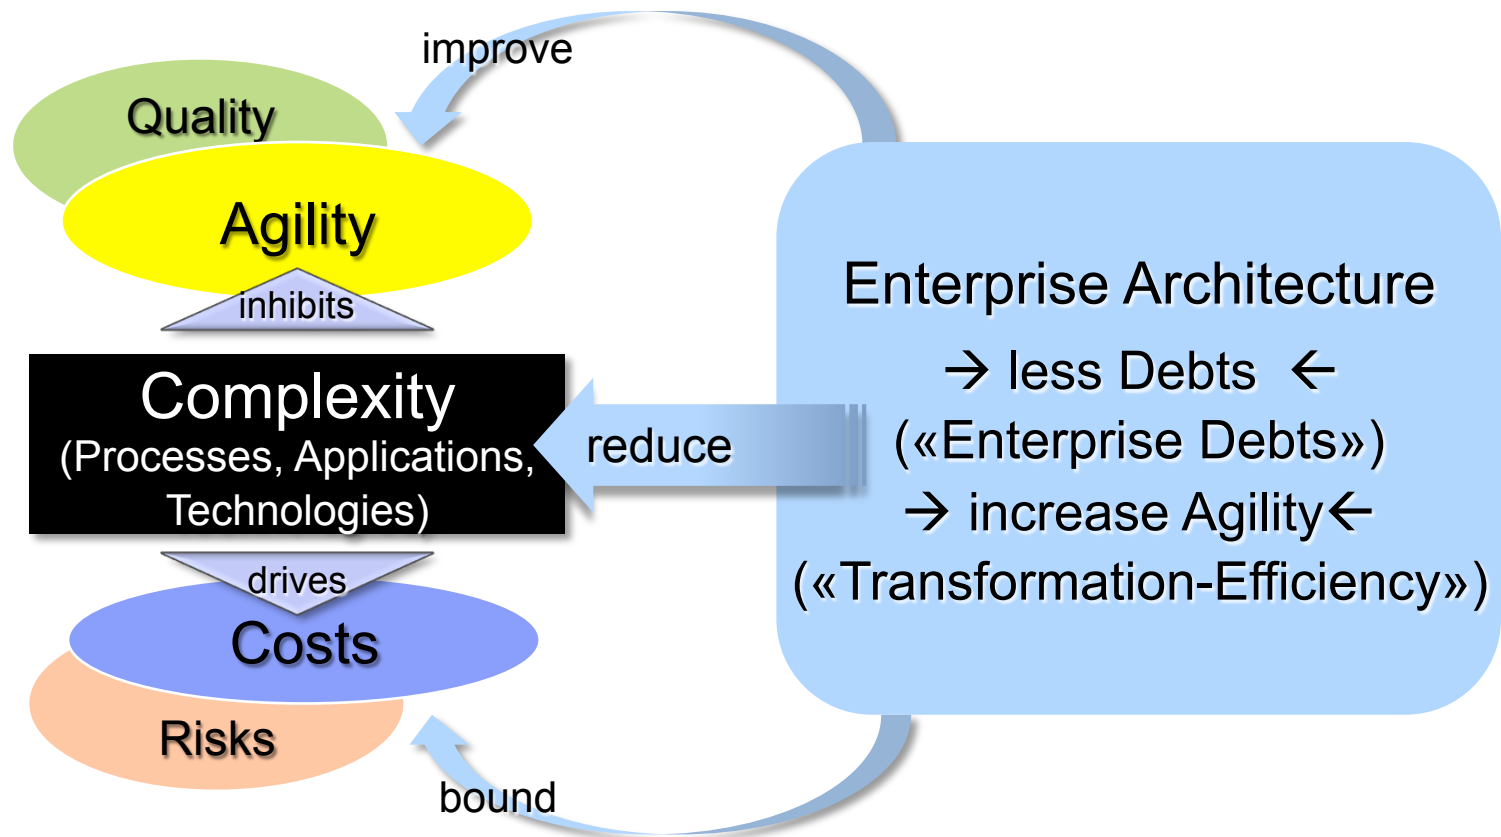 improve
Quality
Agility
inhibits
Complexity
(Processes, Applications,
Technologies)
drives
Costs
Risks
bound
reduce
Enterprise Architecture
→ less Debts ←
(«Enterprise Debts»)
→ increase Agility←
(«Transformation-Efficiency»)